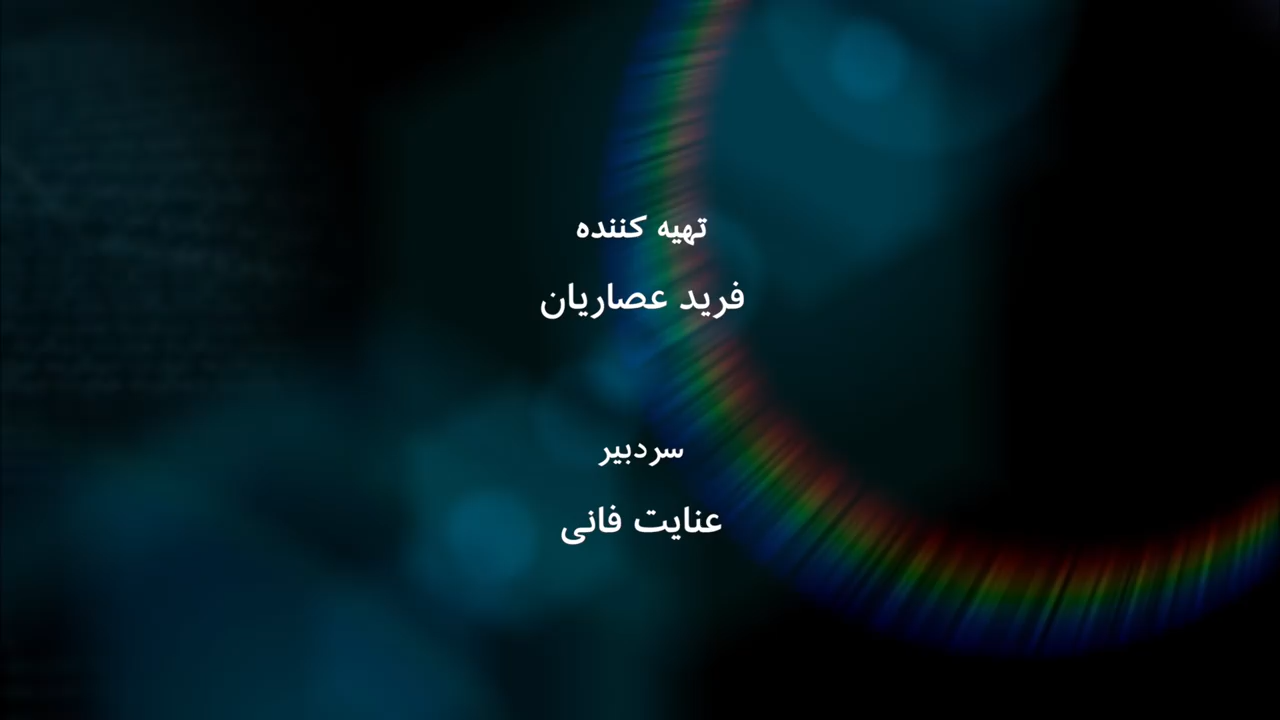 تهیه کننده
فرید عصاریان
سردبیر
عنایت فانی